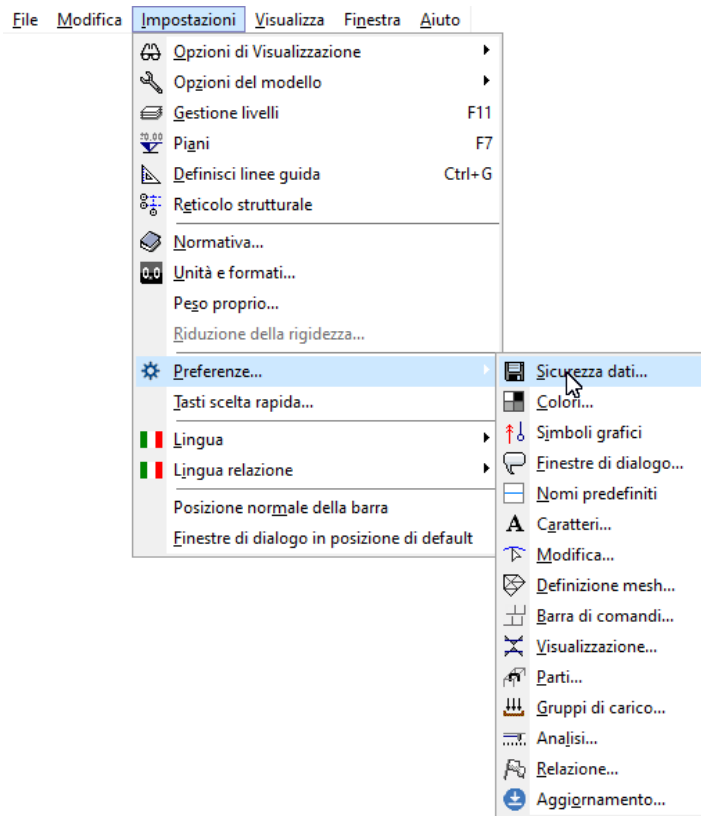 File Modifica Impostazioni Visualizza Finestra Aiuto
Opzioni di Visualizzazione
Opzioni del modello
Gestione livelli F11
Piani F7
Definisci linee guida Ctrl+G
Reticolo strutturale
Normativa...
0.0 Unità e formati...
Peso proprio...
Riduzione della rigidezza...
Preferenze...
Tasti scelta rapida...
Lingua
Lingua relazione
Posizione normale della barra
Finestre di dialogo in posizione di default
Sicurezza dati...
Colori...
Simboli grafici
Finestre di dialogo...
Nomi predefiniti
A Caratteri...
Modifica...
Definizione mesh...
Barra di comandi...
Visualizzazione...
Parti...
Gruppi di carico...
Analisi...
Relazione...
Aggiornamento...